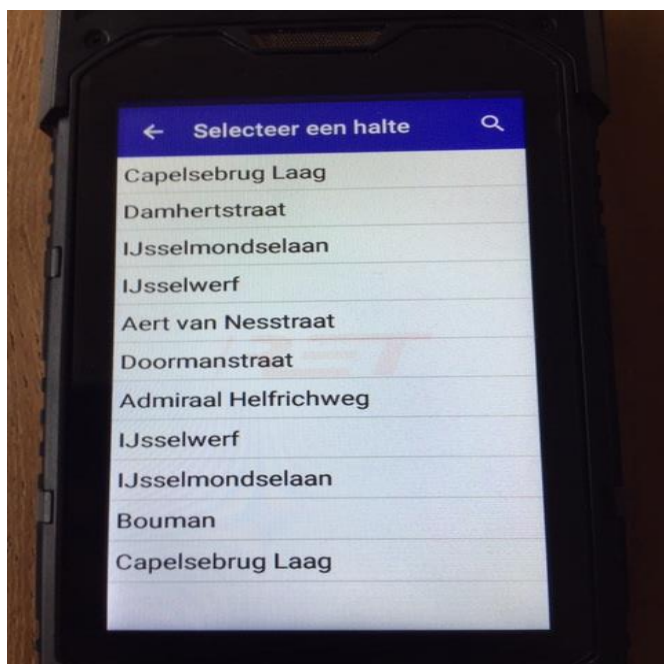 Selecteer een halte
Capelsebrug Laag
Damhertstraat
IJsselmondselaan
IJsselwerf
Aert van Nesstraat
Doormanstraat
Admiraal Helfrichweg
IJsselwerf
IJsselmondselaan
Bouman
Capelsebrug Laag